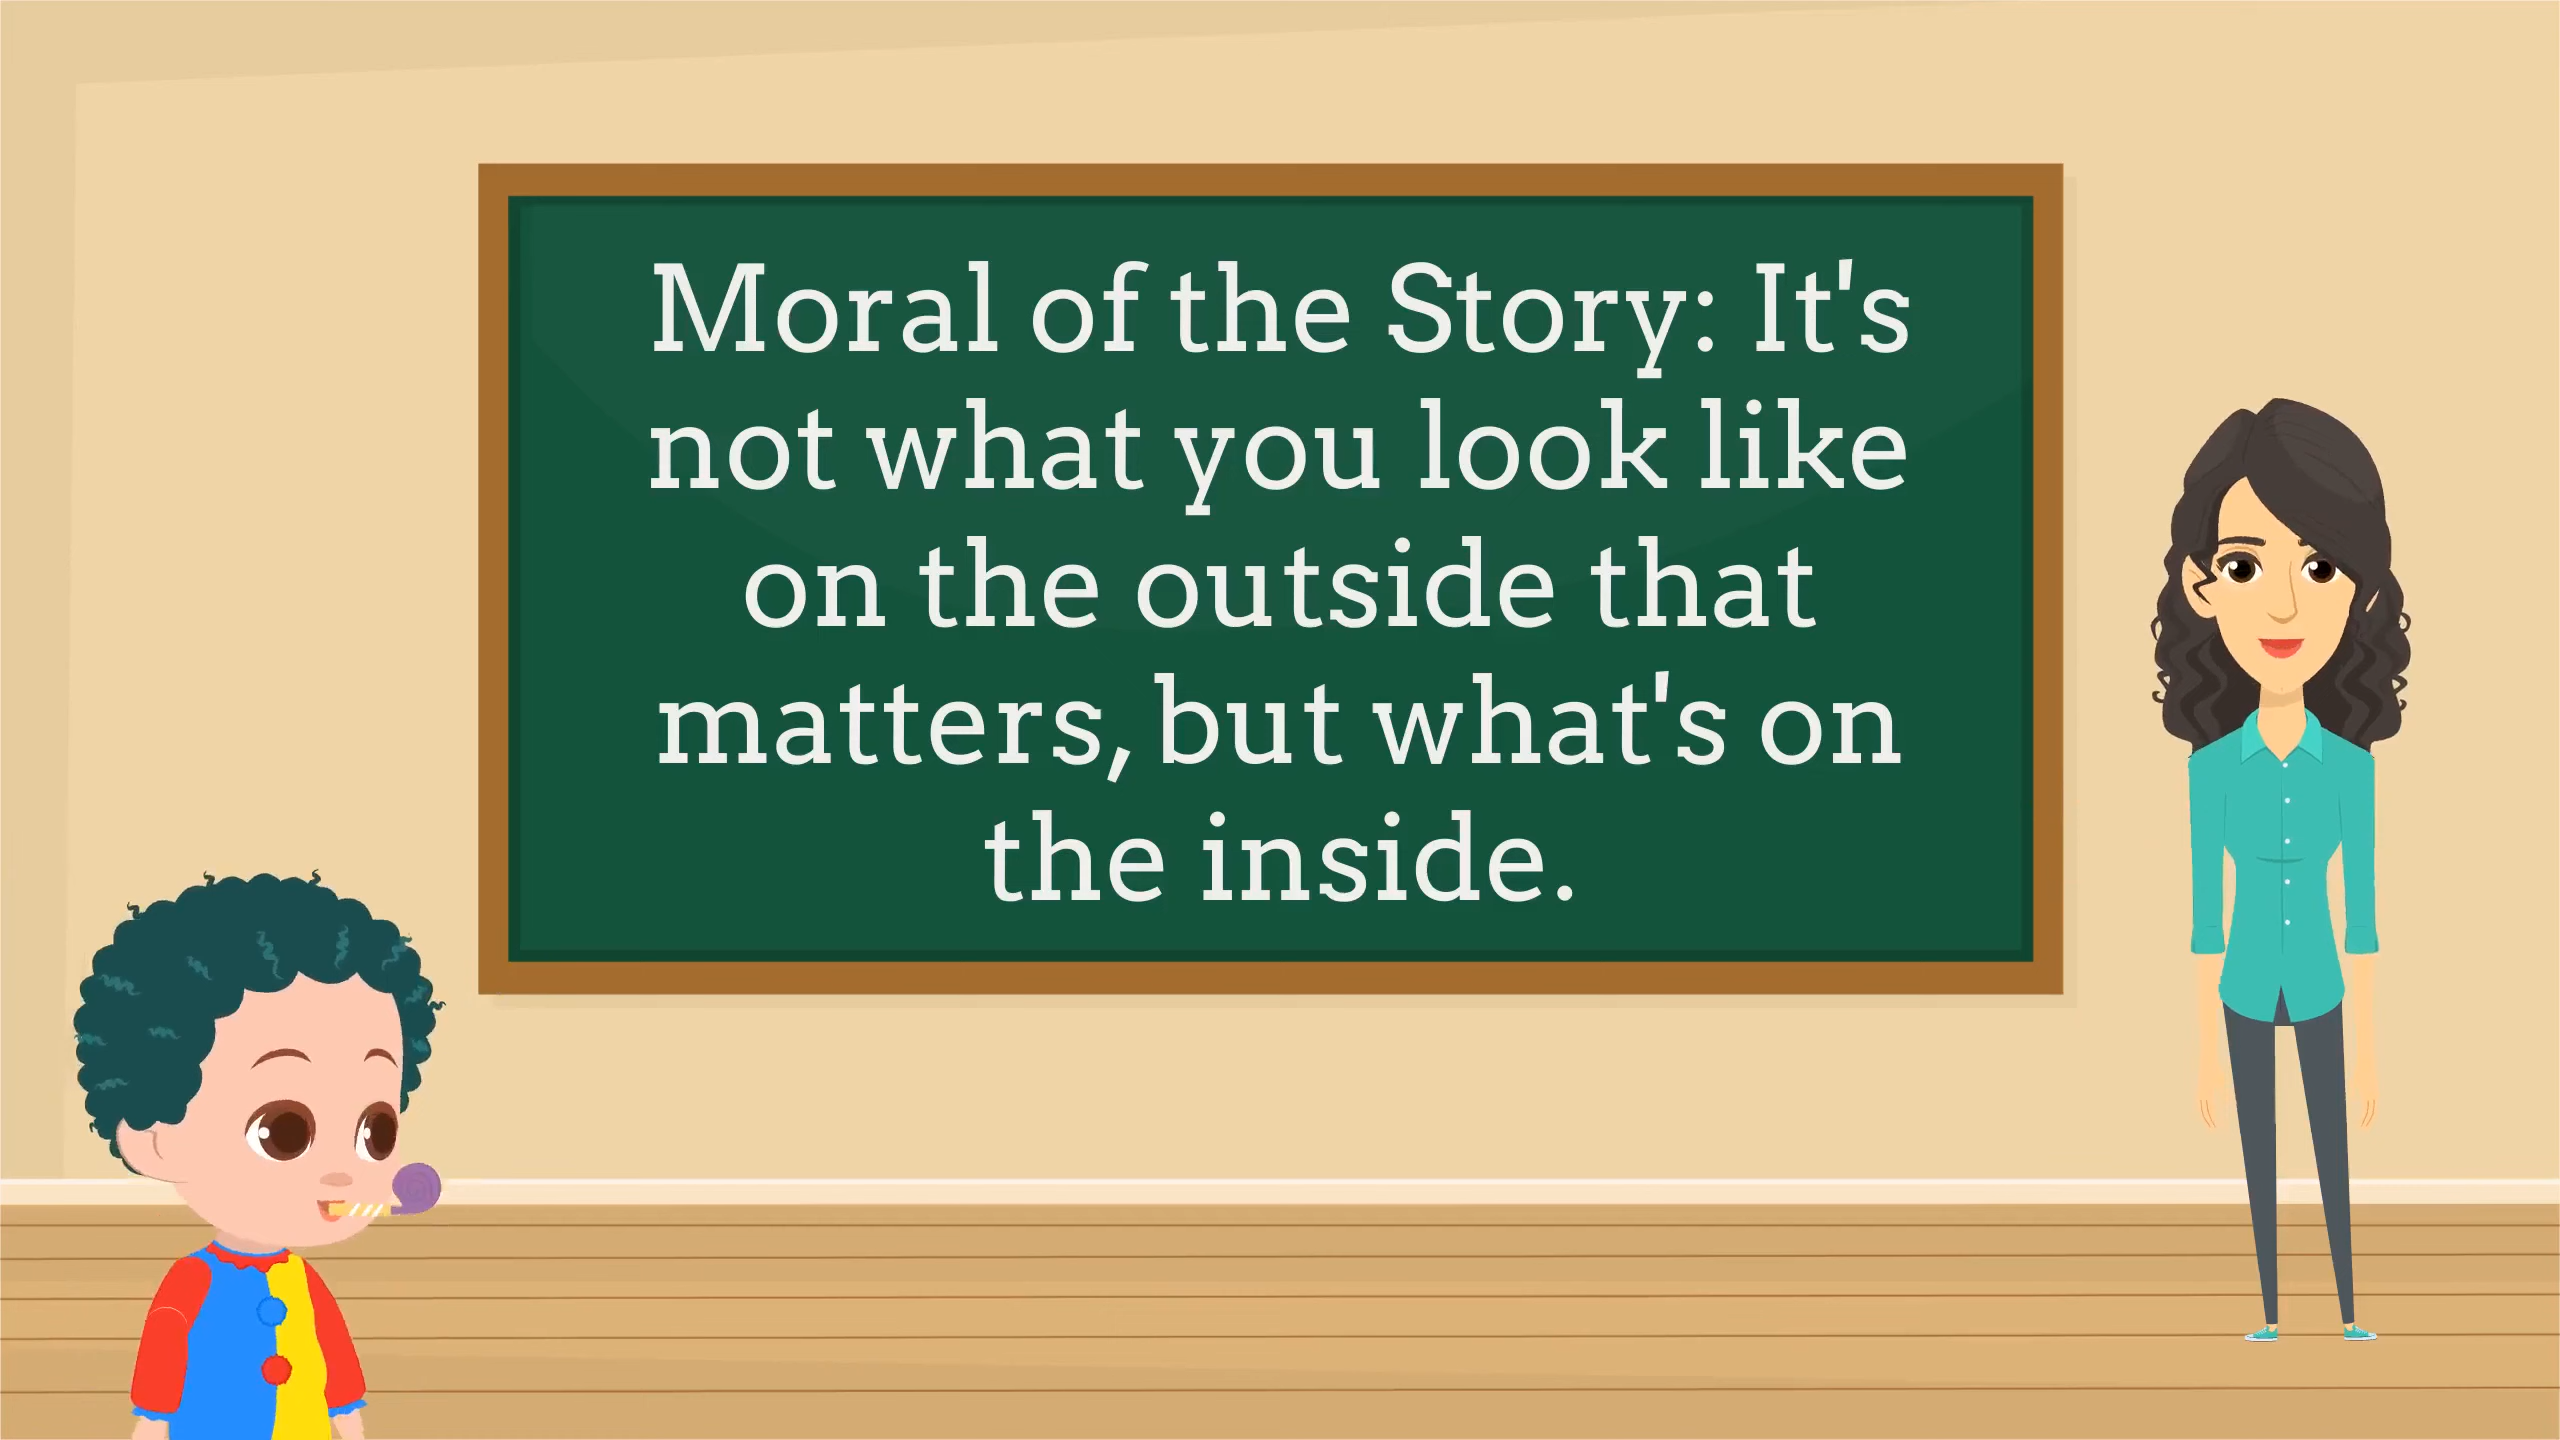 Moral of the Story: It's
not what you look like
on the outside that
matters, but what's on
the inside.